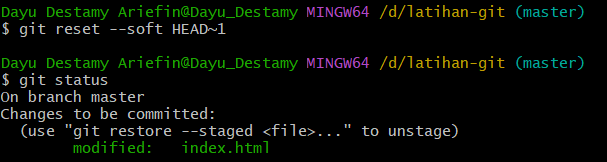 Dayu Destamy Ariefin@Dayu_Destamy MINGW64 /d/latihan-git (master)
$ git reset --soft HEAD~1
Dayu Destamy Ariefin@Dayu_Destamy MINGW64 /d/latihan-git (master)
$ git status
On branch master
Changes to be committed:
  (use "git restore --staged <file>..." to unstage)
        modified:   index.html